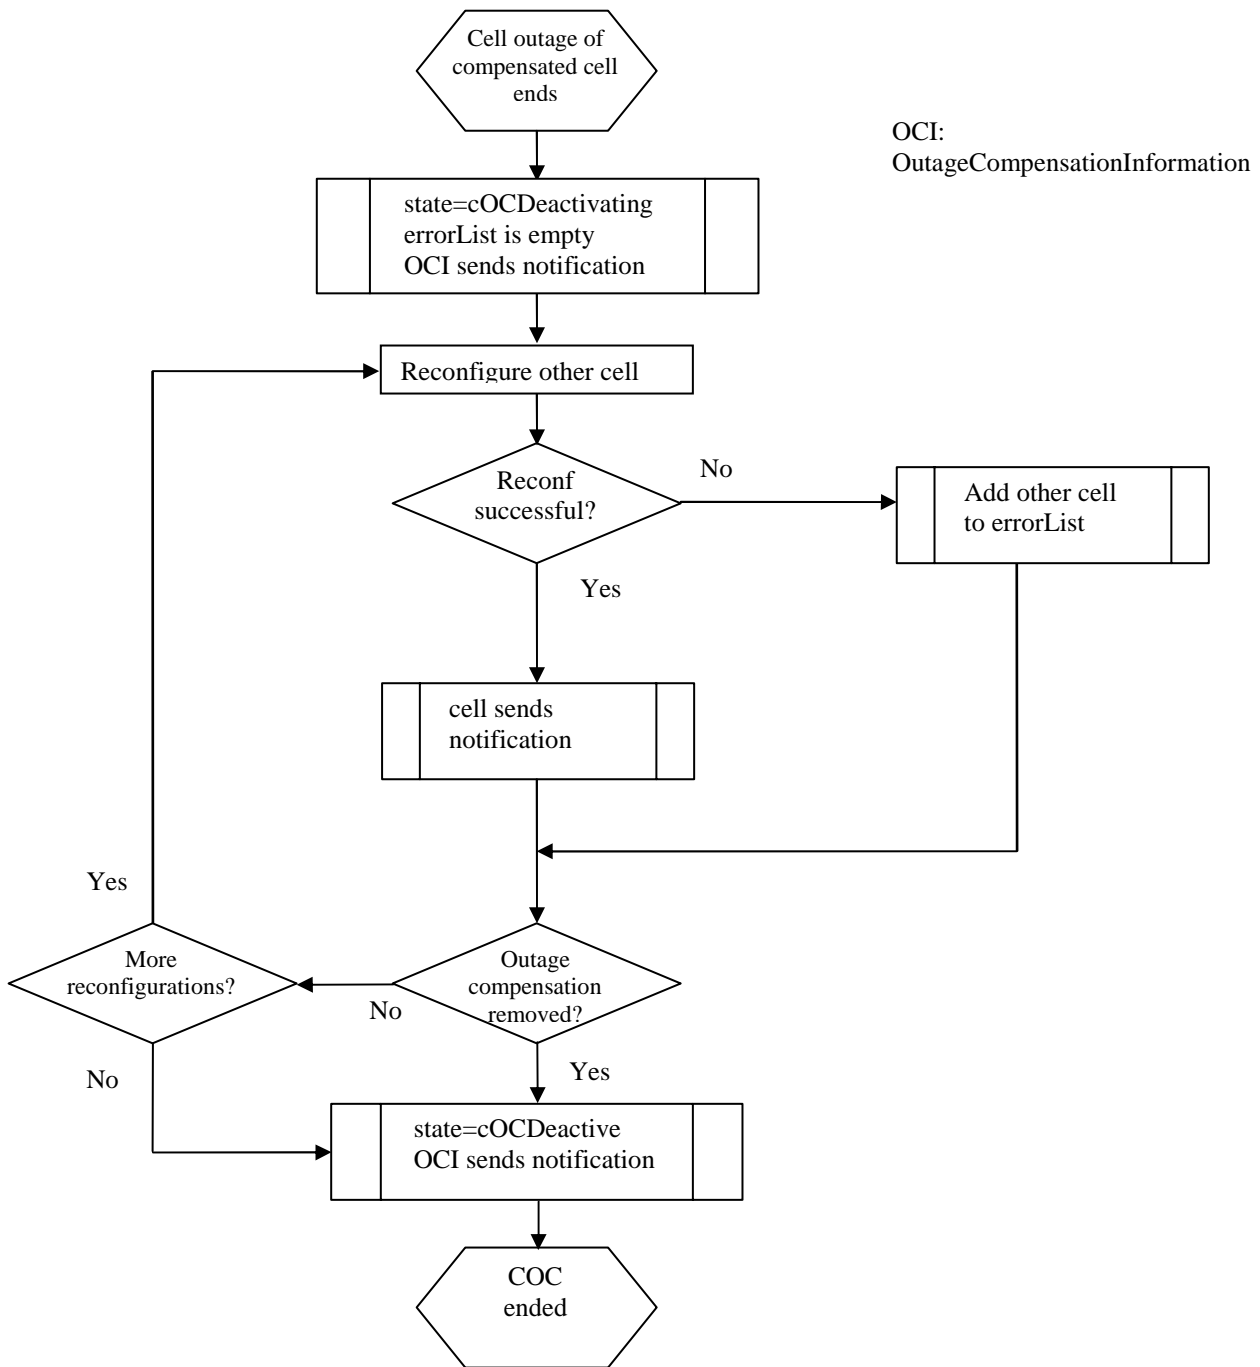 Cell outage of
compensated cell
ends
OCI:
OutageCompensationInformation
state=cOCDeactivating
errorList is empty
OCI sends notification
Reconfigure other cell
Reconf
successful?
No
Add other cell
to errorList
Yes
cell sends
notification
Yes
More
reconfigurations?
No
Outage
compensation
removed?
No
Yes
state=cOCDeactive
OCI sends notification
COC
ended